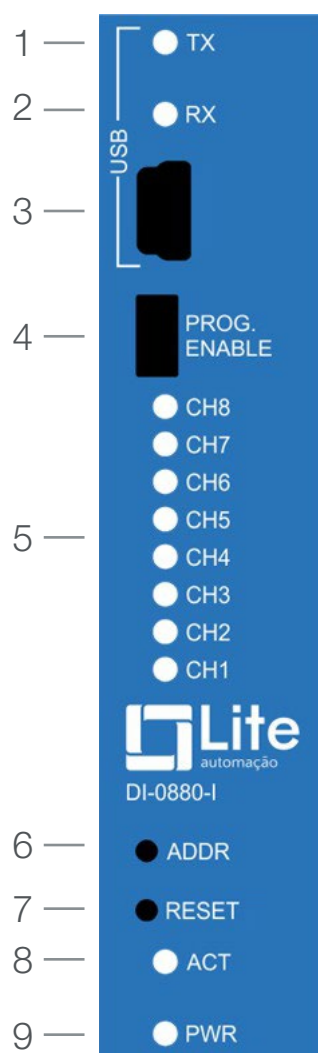 1
TX
2
RX
USB
3
4
PROG.
ENABLE
CH8
CH7
CH6
5
CH5
CH4
CH3
CH2
CH1
Lite
automação
DI-0880-I
6
ADDR
7
RESET
8
ACT
9
PWR